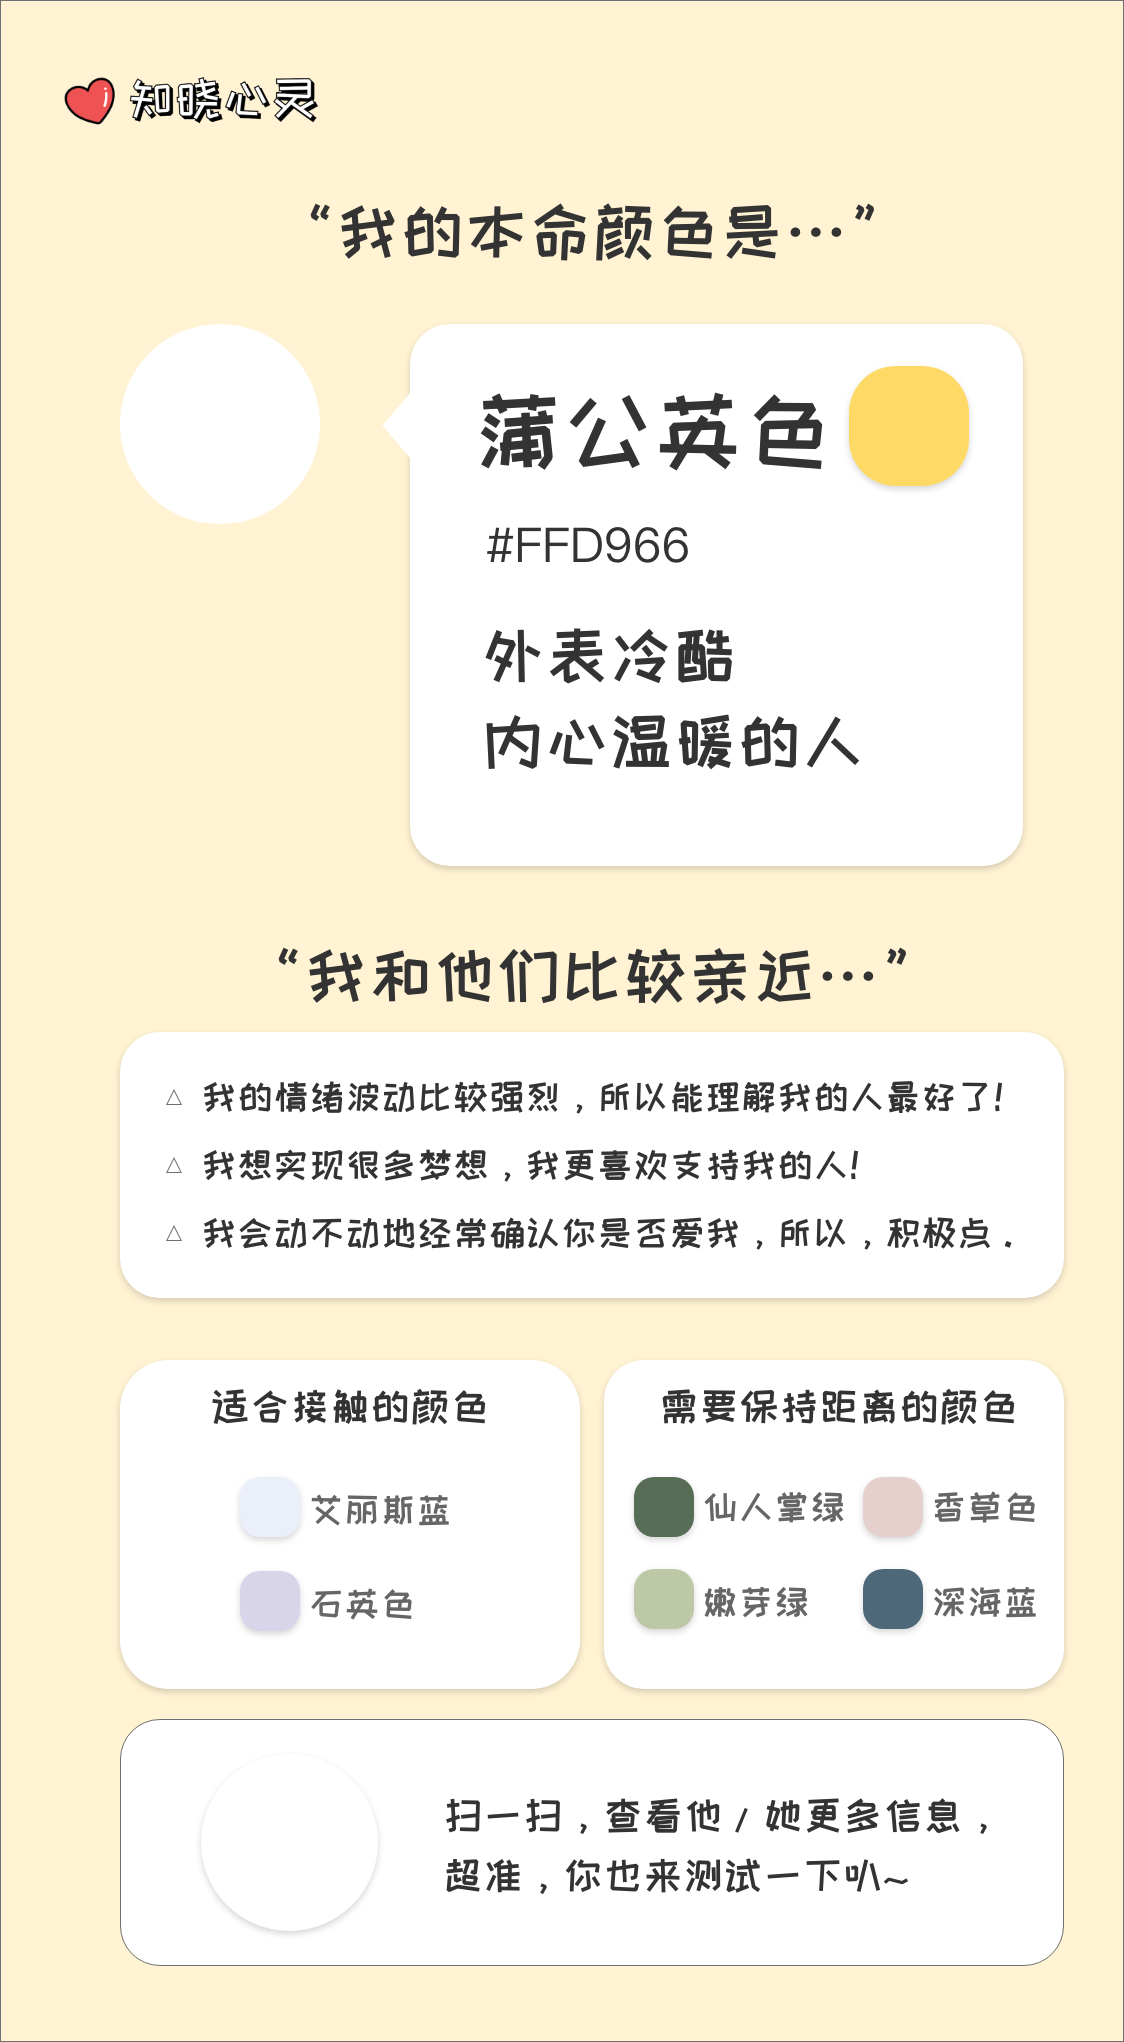 知晓心灵
“我的本命颜色是…”
蒲公英色
#FFD966
外表冷酷
内心温暖的人
“我和他们比较亲近…”
△ 我的情绪波动比较强烈，所以能理解我的人最好了!
△ 我想实现很多梦想，我更喜欢支持我的人!
△ 我会动不动地经常确认你是否爱我，所以，积极点.
适合接触的颜色
艾丽斯蓝
石英色
需要保持距离的颜色
仙人掌绿 香草色
嫩芽绿 深海蓝
扫一扫，查看他/她更多信息，
超准，你也来测试一下叭~